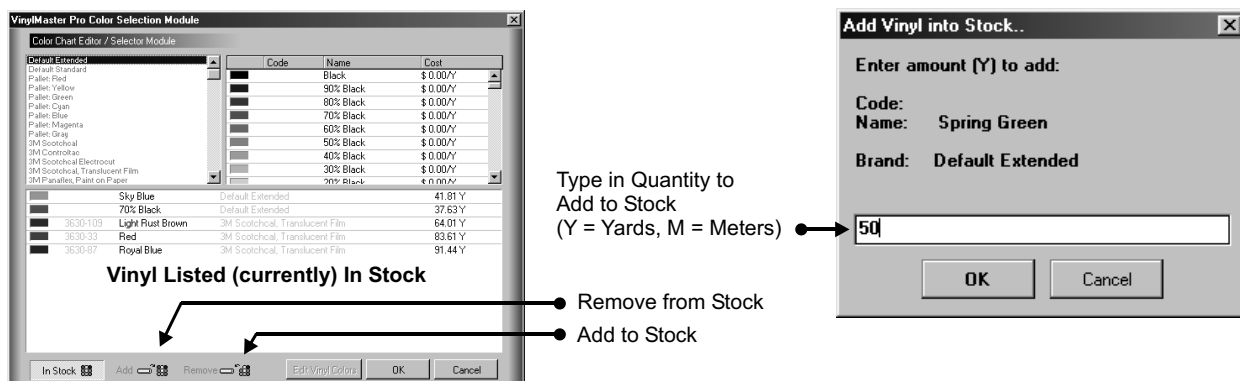 VinylMaster Pro Color Selection Module
Color Chart Editor / Selector Module
Default Extended
Default Standard
Pallet: Red
Pallet: Yellow
Pallet: Green
Pallet: Cyan
Pallet: Blue
Pallet: Magenta
Pallet: Gray
3M Scotchcal
3M Controltac
3M Scotchcal Electrocut
3M Scotchcal, Translucent Film
3M Panaflex, Paint on Paper
Code Name Cost
Black $ 0.00/Y
90% Black $ 0.00/Y
80% Black $ 0.00/Y
70% Black $ 0.00/Y
60% Black $ 0.00/Y
50% Black $ 0.00/Y
40% Black $ 0.00/Y
30% Black $ 0.00/Y
20% Black $ 0.00/Y
Sky Blue Default Extended 41.81 Y
70% Black Default Extended 37.63 Y
3630-109 Light Rust Brown 3M Scotchcal, Translucent Film 64.01 Y
3630-33 Red 3M Scotchcal, Translucent Film 83.61 Y
3630-87 Royal Blue 3M Scotchcal, Translucent Film 91.44 Y
Vinyl Listed (currently) In Stock
In Stock Add Remove Edit Vinyl Colors OK Cancel
Type in Quantity to
Add to Stock
(Y = Yards, M = Meters)
Remove from Stock
Add to Stock
Add Vinyl into Stock..
Enter amount (Y) to add:
Code:
Name: Spring Green
Brand: Default Extended
50
OK Cancel